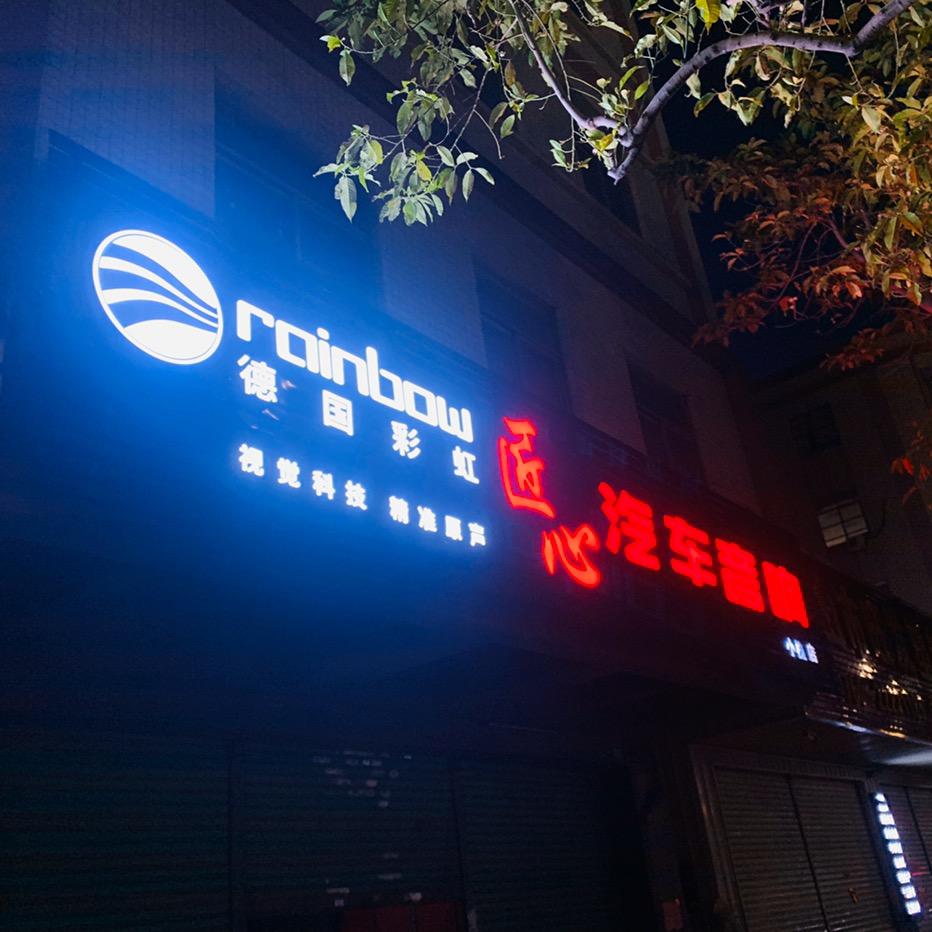 rainbow
德国彩虹
视觉科技 精准原声
匠心汽车音响